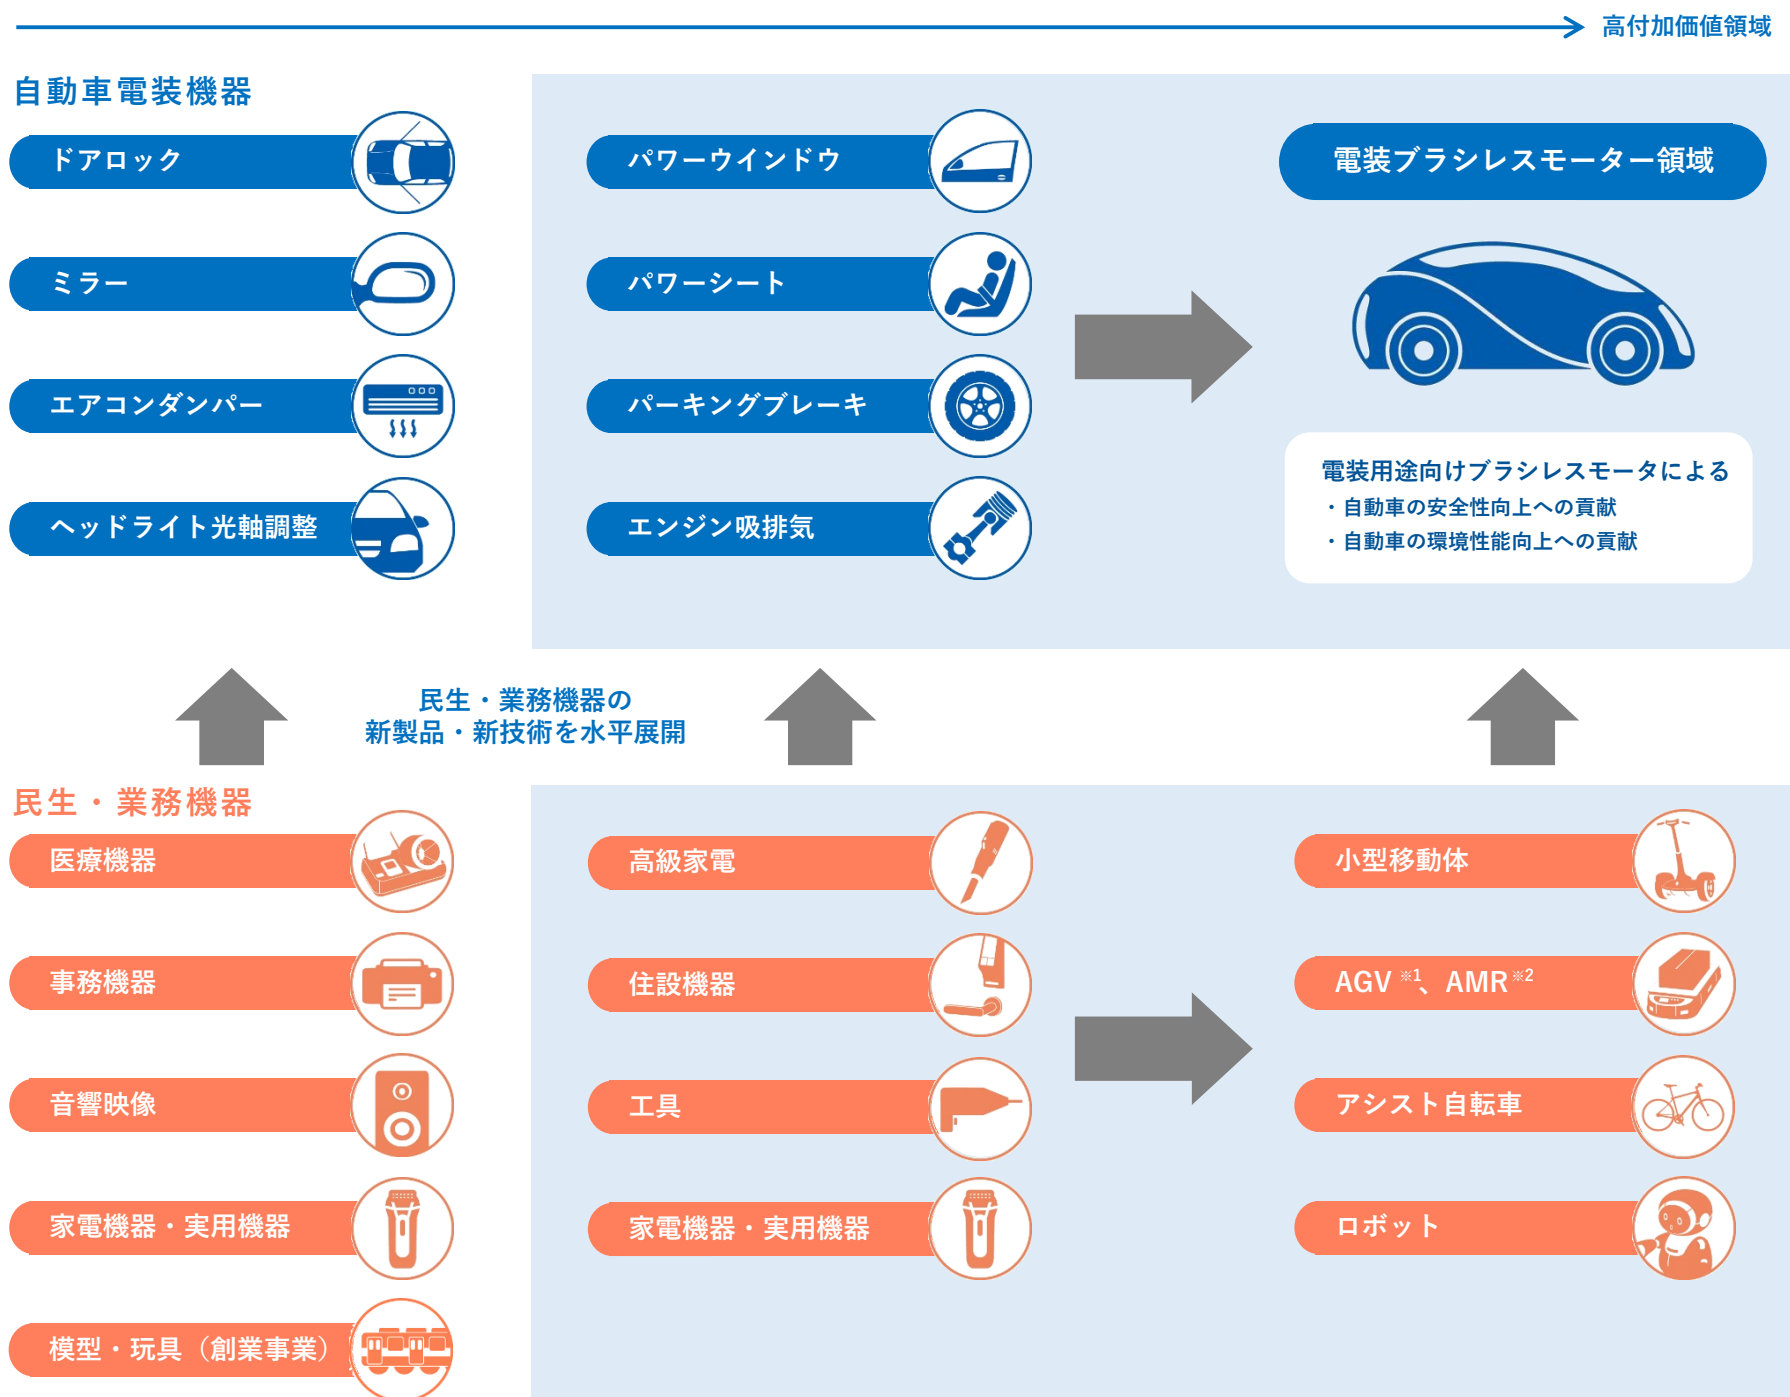 高付加価値領域
自動車電装機器
ドアロック
ミラー
エアコンダンパー
ヘッドライト光軸調整
パワーウインドウ
パワーシート
パーキングブレーキ
エンジン吸排気
電装ブラシレスモーター領域
電装用途向けブラシレスモータによる
・自動車の安全性向上への貢献
・自動車の環境性能向上への貢献
民生・業務機器の
新製品・新技術を水平展開
民生・業務機器
医療機器
事務機器
音響映像
家電機器・実用機器
模型・玩具（創業事業）
高級家電
住設機器
工具
家電機器・実用機器
小型移動体
AGV ※1、AMR ※2
アシスト自転車
ロボット